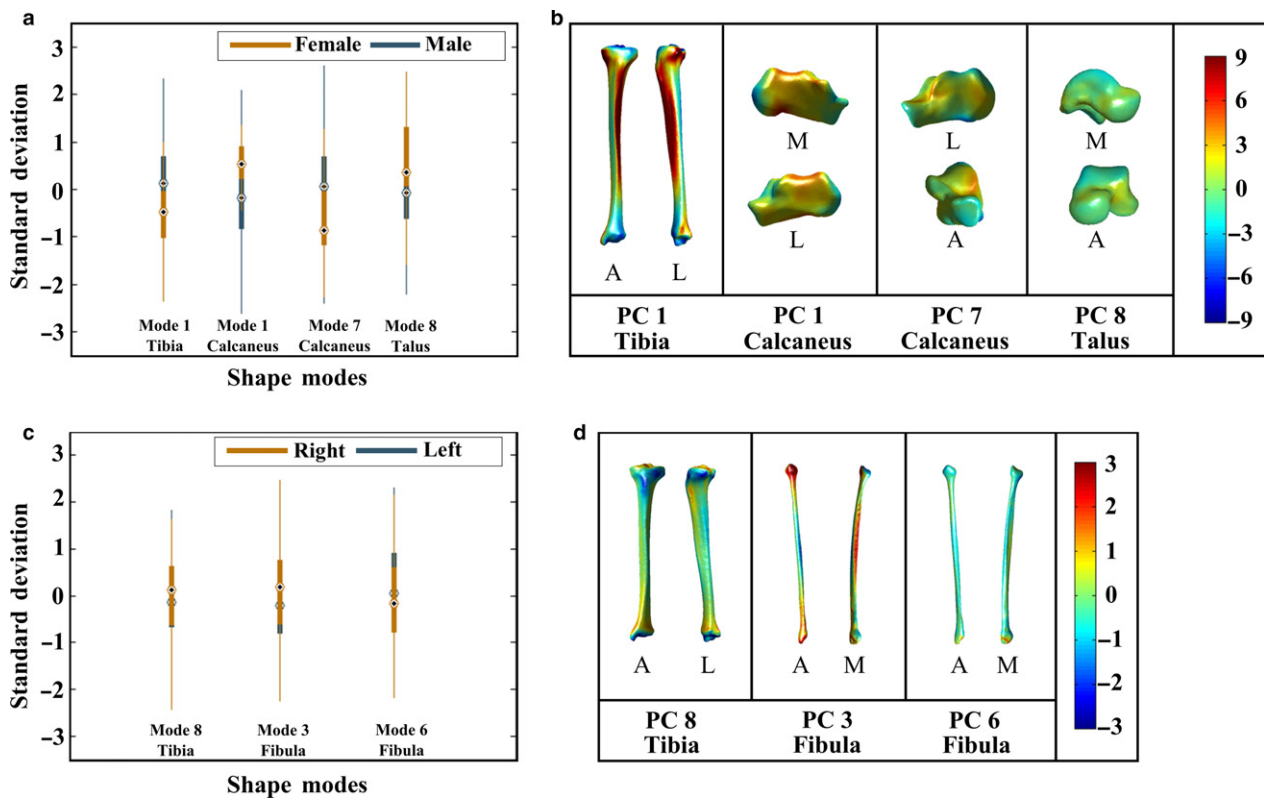 a
Female Male
3
2
1
0
−1
−2
−3
Standard deviation
Mode 1 Mode 1 Mode 7 Mode 8
Tibia Calcaneus Calcaneus Talus
Shape modes
b
M L M
L A A
A L
PC 1 PC 1 PC 7 PC 8
Tibia Calcaneus Calcaneus Talus
9
6
3
0
−3
−6
−9
c
Right Left
3
2
1
0
−1
−2
−3
Standard deviation
Mode 8 Mode 3 Mode 6
Tibia Fibula Fibula
Shape modes
d
A L A M A M
PC 8 PC 3 PC 6
Tibia Fibula Fibula
3
2
1
0
−1
−2
−3